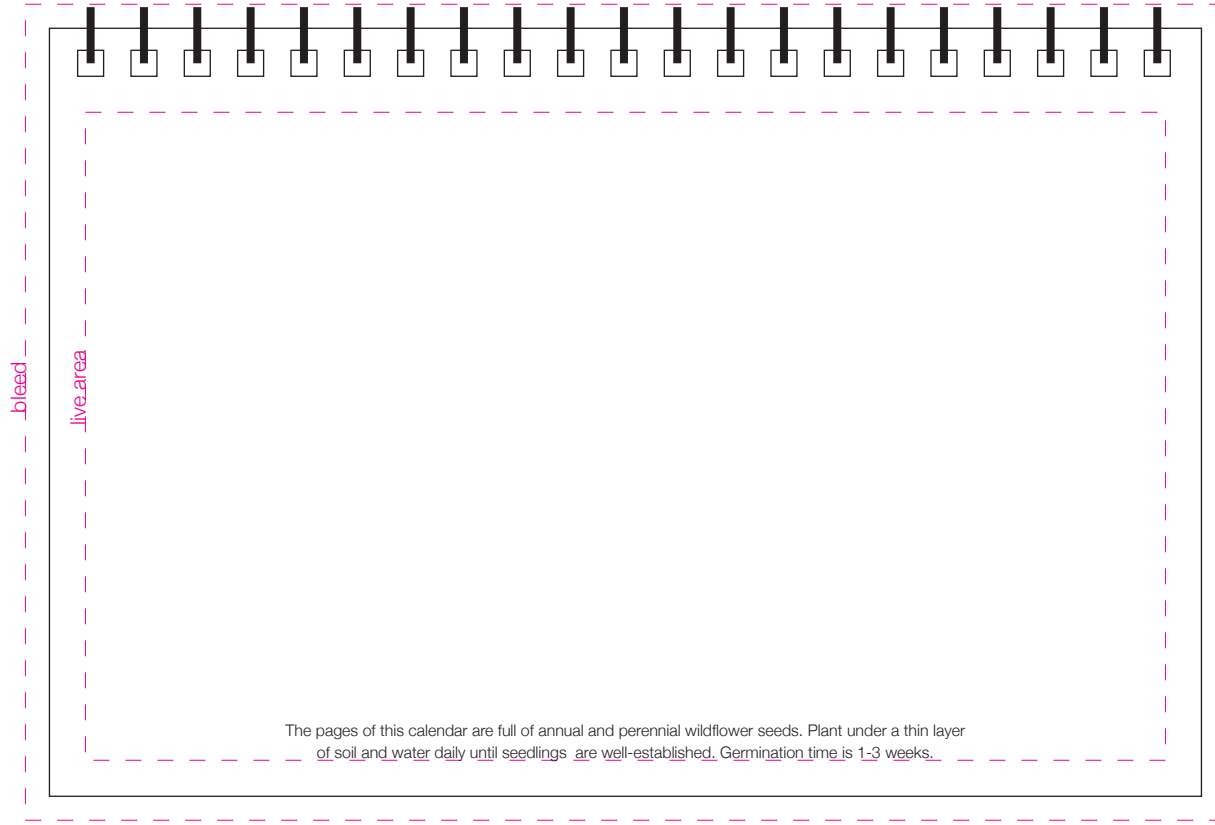 bleed
live area
The pages of this calendar are full of annual and perennial wildflower seeds. Plant under a thin layer
of soil and water daily until seedlings  are well-established. Germination time is 1-3 weeks.